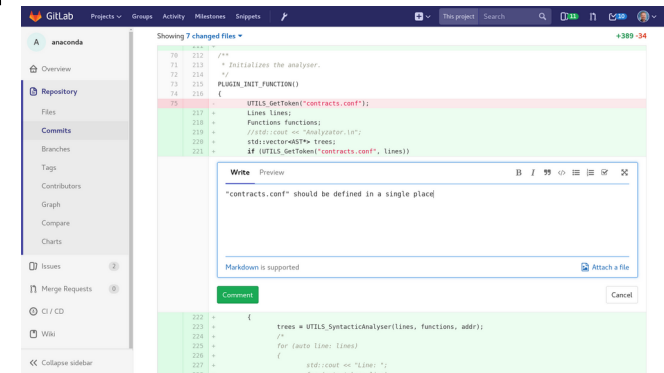 GitLab Projects Groups Activity Milestones Snippets This project Search 11 10
A anaconda
Overview
Repository
Files
Commits
Branches
Tags
Contributors
Graph
Compare
Charts
Issues 2
Merge Requests 0
CI / CD
Wiki
Collapse sidebar
Showing 7 changed files +389 -34
70 212 /**
71 213 * Initializes the analyser.
72 214 */
73 215 PLUGIN_INIT_FUNCTION()
74 216 {
75 - UTILS_GetToken("contracts.conf");
217 + Lines lines;
218 + Functions functions;
219 + //std::cout << "Analyzator.\n";
220 + std::vector<AST*> trees;
221 + if (UTILS_GetToken("contracts.conf", lines))
Write Preview B I
"contracts.conf" should be defined in a single place
Markdown is supported Attach a file
Comment Cancel
222 + {
223 + trees = UTILS_SyntacticAnalyser(lines, functions, addr);
224 + /*
225 + for (auto line: lines)
226 + {
227 + std::cout << "Line: ";